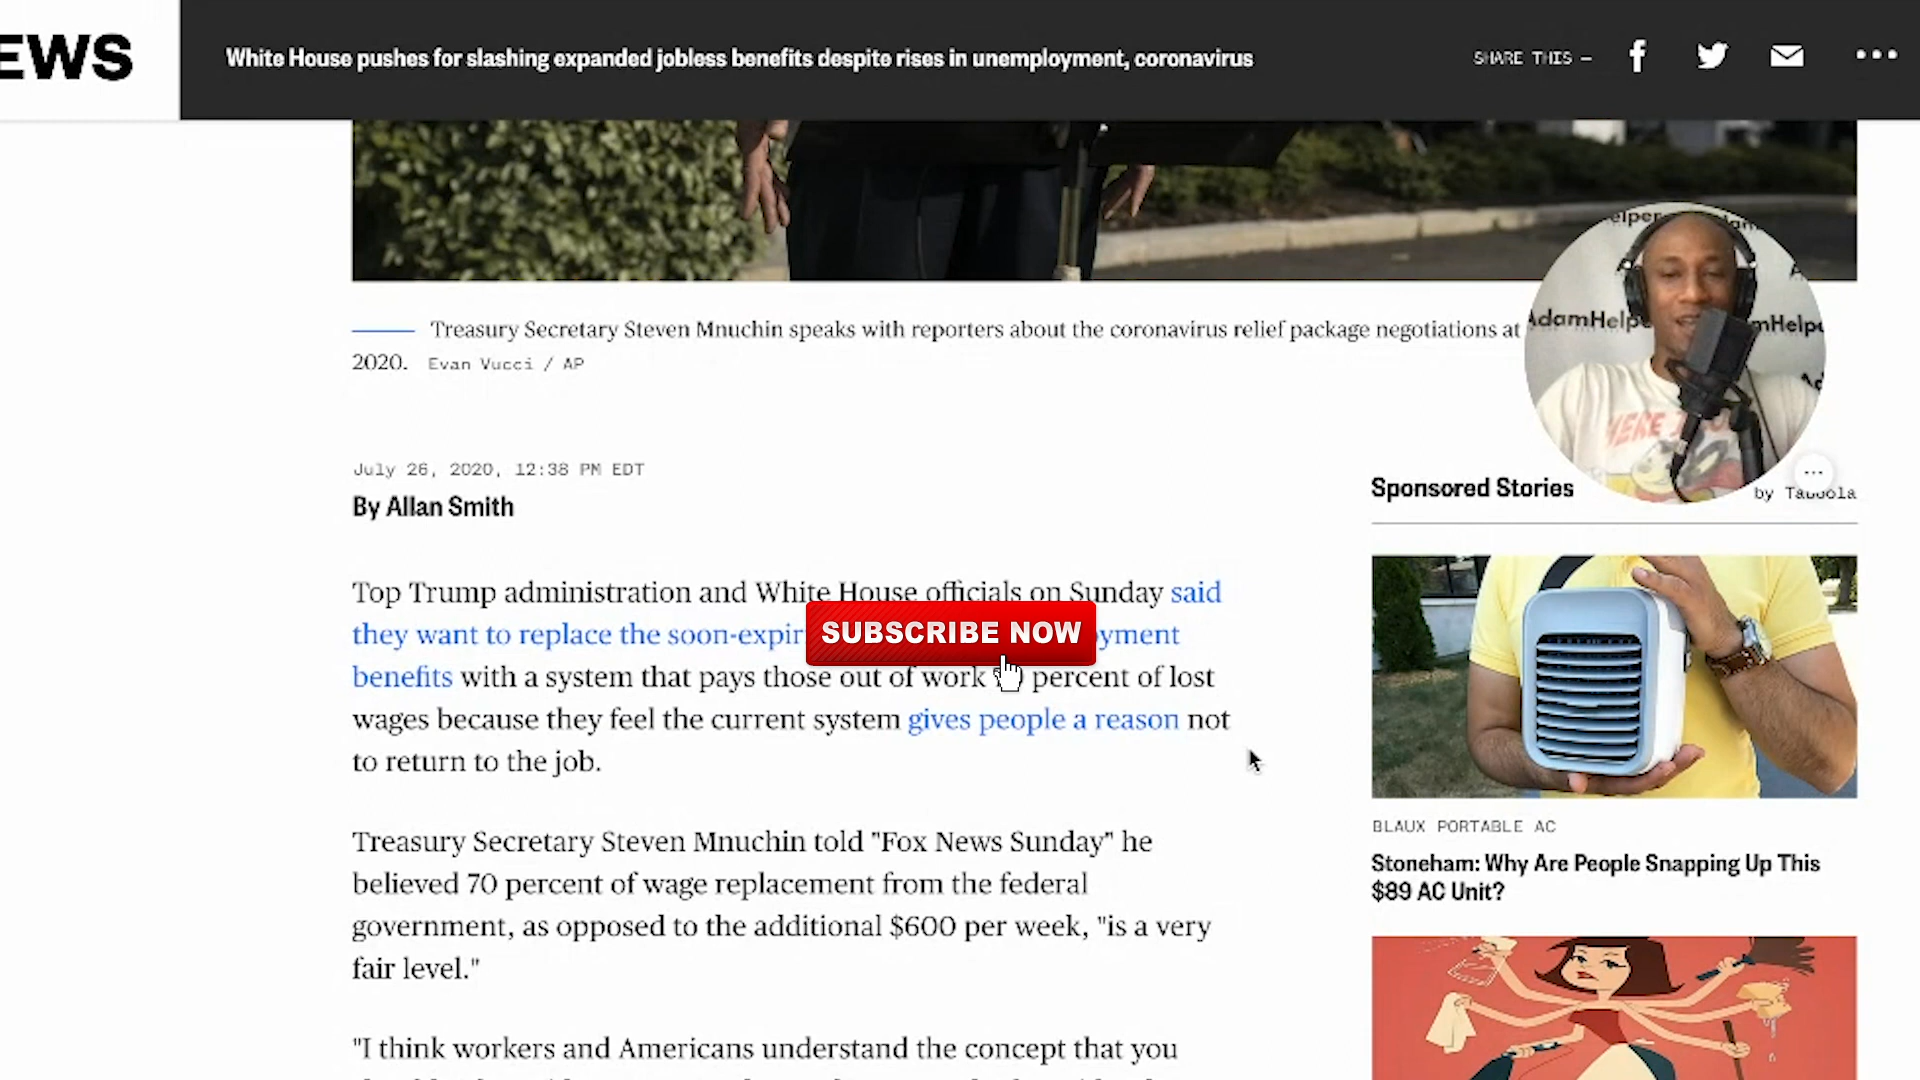 EWS
White House pushes for slashing expanded jobless benefits despite rises in unemployment, coronavirus
SHARE THIS —
Treasury Secretary Steven Mnuchin speaks with reporters about the coronavirus relief package negotiations at
2020. Evan Vucci / AP
elper
AdamHelpe
mHelpe
HERE
July 26, 2020, 12:38 PM EDT
By Allan Smith
Top Trump administration and White House officials on Sunday said
they want to replace the soon-expir
yment
SUBSCRIBE NOW
benefits with a system that pays those out of work percent of lost
wages because they feel the current system gives people a reason not
to return to the job.
Treasury Secretary Steven Mnuchin told "Fox News Sunday" he
believed 70 percent of wage replacement from the federal
government, as opposed to the additional $600 per week, "is a very
fair level."
"I think workers and Americans understand the concept that you
Sponsored Stories
by Taboola
BLAUX PORTABLE AC
Stoneham: Why Are People Snapping Up This
$89 AC Unit?